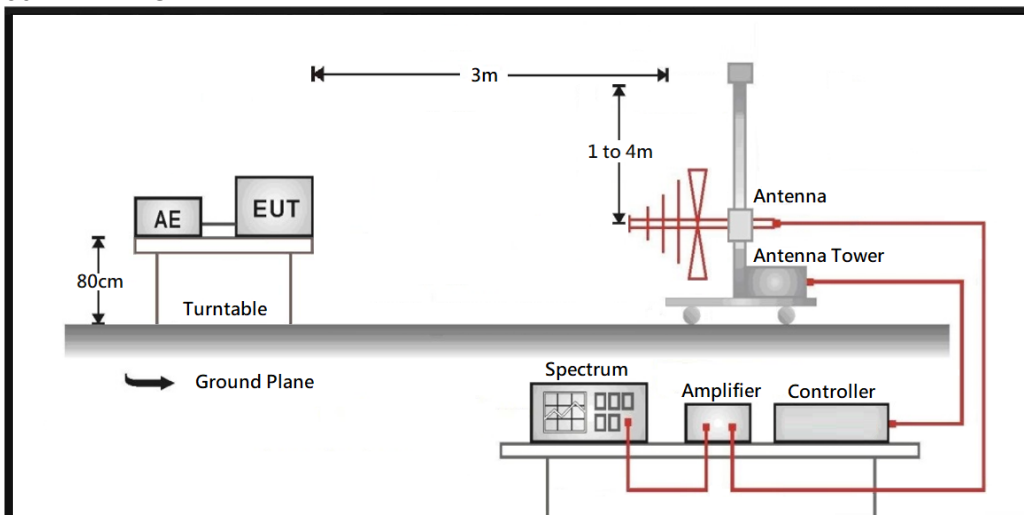 3m
1 to 4m
Antenna
AE
EUT
Antenna Tower
80cm
Turntable
Ground Plane
Spectrum
Amplifier
Controller